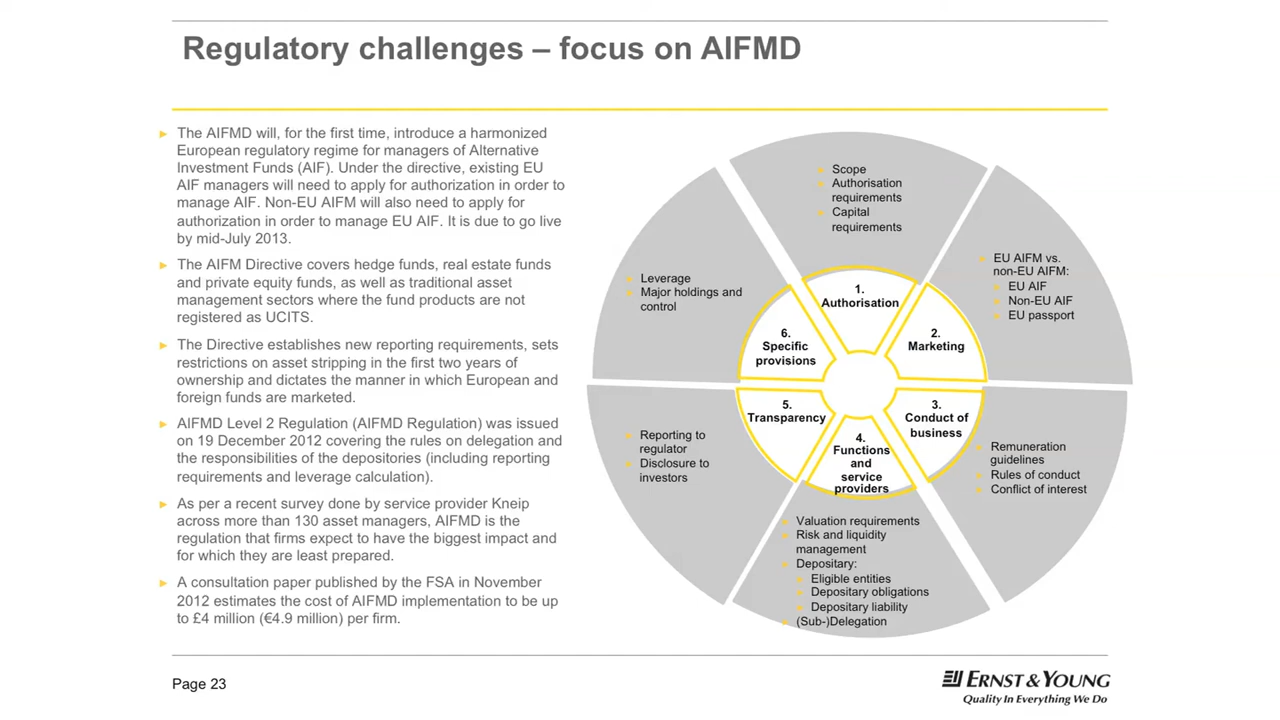 Regulatory challenges – focus on AIFMD
► The AIFMD will, for the first time, introduce a harmonized
European regulatory regime for managers of Alternative
Investment Funds (AIF). Under the directive, existing EU
AIF managers will need to apply for authorization in order to
manage AIF. Non-EU AIFM will also need to apply for
authorization in order to manage EU AIF. It is due to go live
by mid-July 2013.
► The AIFM Directive covers hedge funds, real estate funds
and private equity funds, as well as traditional asset
management sectors where the fund products are not
registered as UCITS.
► The Directive establishes new reporting requirements, sets
restrictions on asset stripping in the first two years of
ownership and dictates the manner in which European and
foreign funds are marketed.
► AIFMD Level 2 Regulation (AIFMD Regulation) was issued
on 19 December 2012 covering the rules on delegation and
the responsibilities of the depositories (including reporting
requirements and leverage calculation).
► As per a recent survey done by service provider Kneip
across more than 130 asset managers, AIFMD is the
regulation that firms expect to have the biggest impact and
for which they are least prepared.
► A consultation paper published by the FSA in November
2012 estimates the cost of AIFMD implementation to be up
to £4 million (€4.9 million) per firm.
► Scope
► Authorisation
requirements
► Capital
requirements
1.
Authorisation
► EU AIFM vs.
non-EU AIFM:
► EU AIF
► Non-EU AIF
► EU passport
2.
Marketing
► Remuneration
guidelines
► Rules of conduct
► Conflict of interest
3.
Conduct of
business
4.
Functions
and
service
providers
► Valuation requirements
► Risk and liquidity
management
► Depositary:
► Eligible entities
► Depositary obligations
► Depositary liability
► (Sub-)Delegation
5.
Transparency
► Reporting to
regulator
► Disclosure to
investors
6.
Specific
provisions
► Leverage
► Major holdings and
control
Page 23
ERNST & YOUNG
Quality In Everything We Do